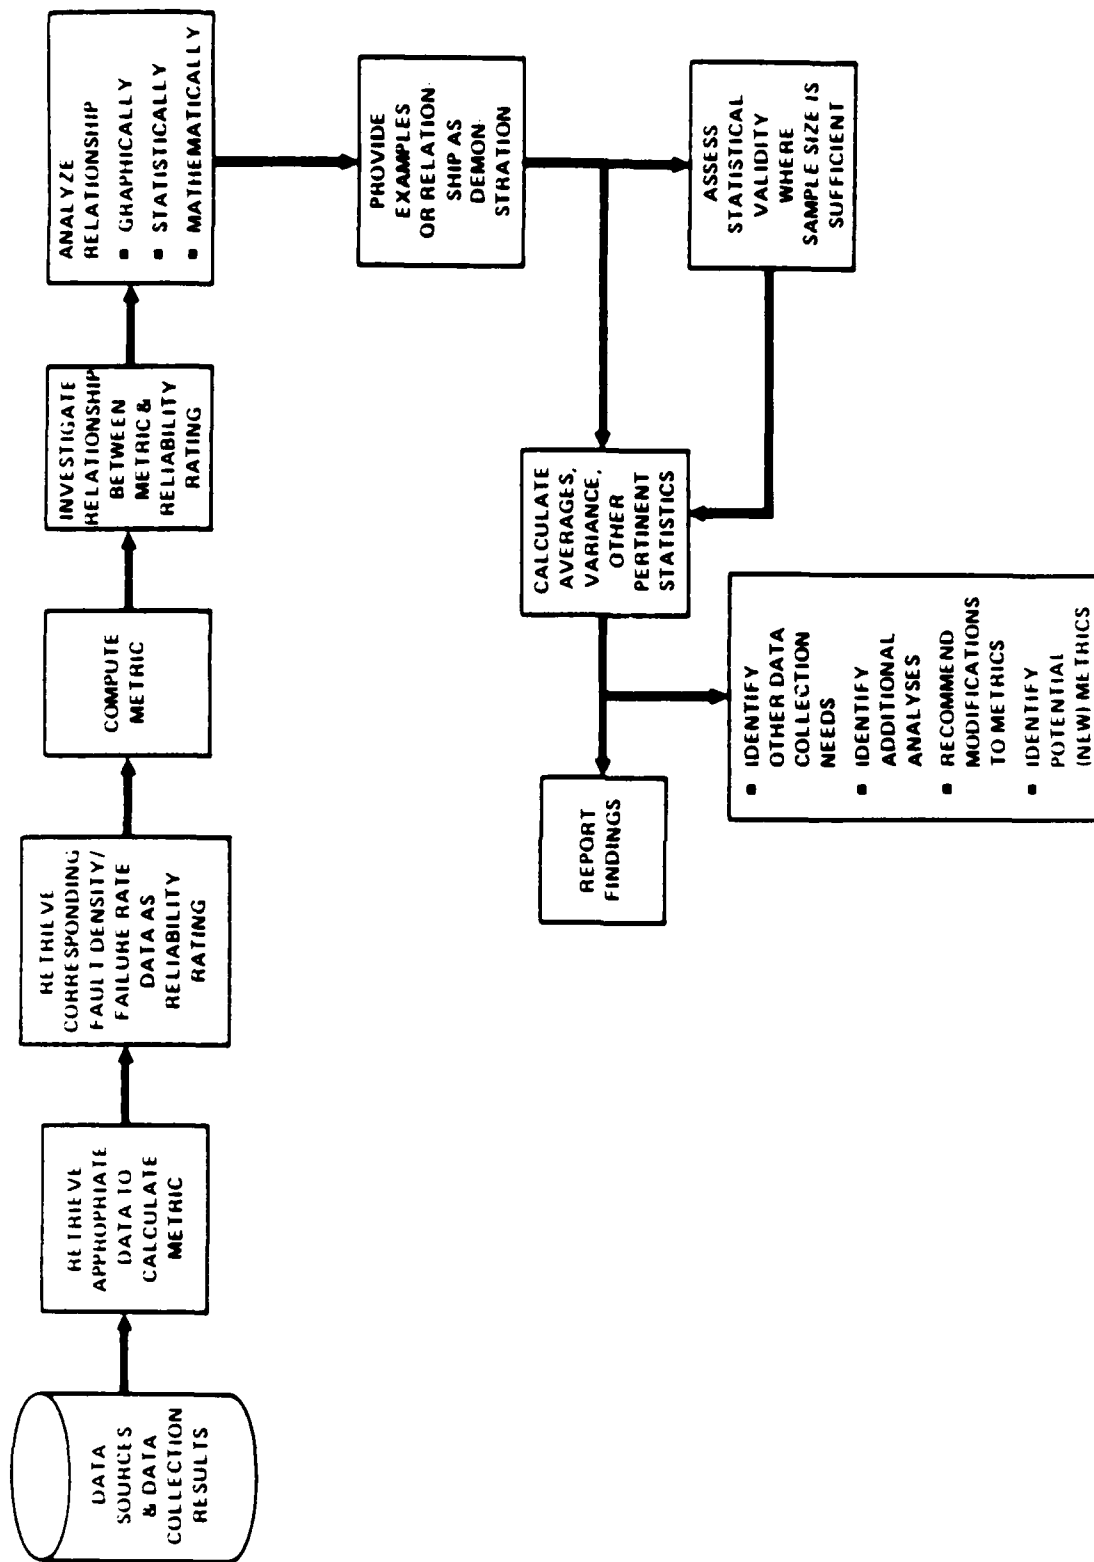 DATA
SOURCES
& DATA
COLLECTION
RESULTS
RETRIEVE
APPROPRIATE
DATA TO
CALCULATE
METRIC
RETRIEVE
CORRESPONDING
FAULT DENSITY/
FAILURE RATE
DATA AS
RELIABILITY
RATING
COMPUTE
METRIC
INVESTIGATE
RELATIONSHIP
BETWEEN
METRIC &
RELIABILITY
RATING
ANALYZE
RELATIONSHIP
▪ GRAPHICALLY
▪ STATISTICALLY
▪ MATHEMATICALLY
PROVIDE
EXAMPLES
OR RELATION-
SHIP AS
DEMON
STRATION
ASSESS
STATISTICAL
VALIDITY
WHERE
SAMPLE SIZE IS
SUFFICIENT
CALCULATE
AVERAGES,
VARIANCE,
OTHER
PERTINENT
STATISTICS
REPORT
FINDINGS
▪ IDENTIFY
OTHER DATA
COLLECTION
NEEDS
▪ IDENTIFY
ADDITIONAL
ANALYSES
▪ RECOMMEND
MODIFICATIONS
TO METRICS
▪ IDENTIFY
POTENTIAL
(NEW) METRICS